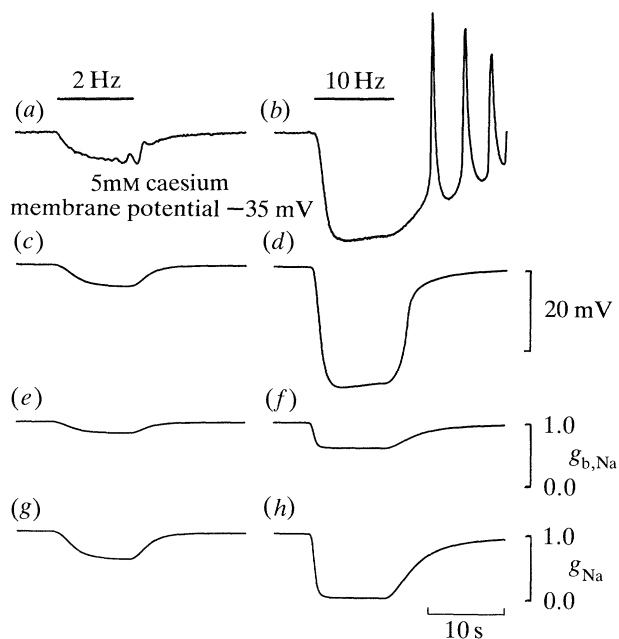 2 Hz
10 Hz
(a)
(b)
5mM caesium
membrane potential −35 mV
(c)
(d)
20 mV
(e)
(f)
1.0
g_b,Na
0.0
(g)
(h)
1.0
g_Na
0.0
10 s